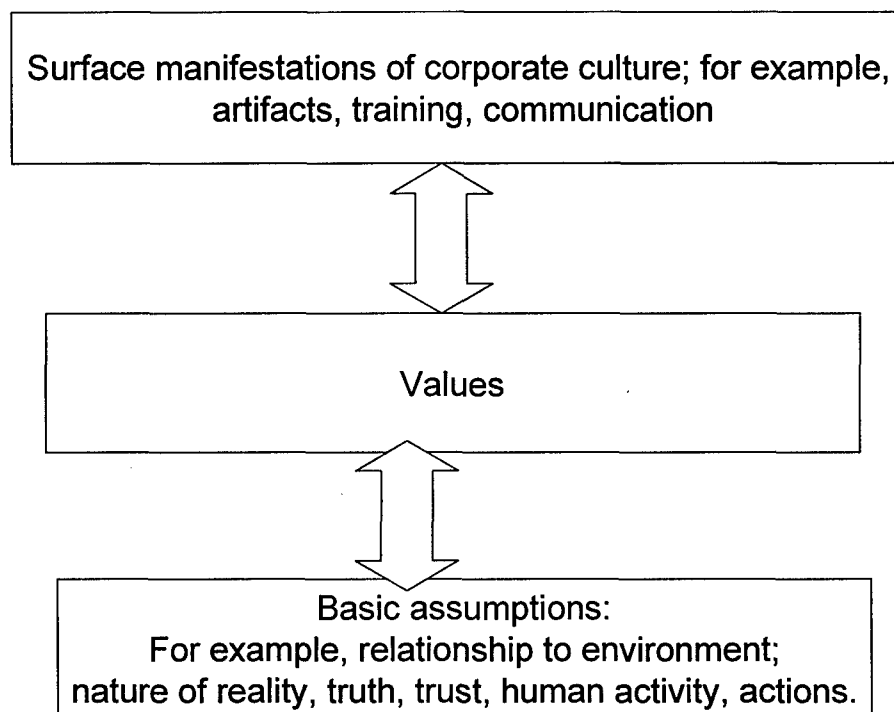 Surface manifestations of corporate culture; for example,
artifacts, training, communication
Values
Basic assumptions:
For example, relationship to environment;
nature of reality, truth, trust, human activity, actions.